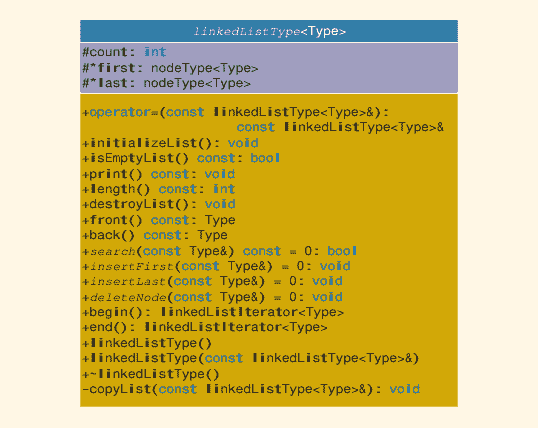 linkedListType<Type>
#count: int
#*first: nodeType<Type>
#*last: nodeType<Type>
+operator=(const linkedListType<Type>&):
const linkedListType<Type>&
+initializeList(): void
+isEmptyList() const: bool
+print() const: void
+length() const: int
+destroyList(): void
+front() const: Type
+back() const: Type
+search(const Type&) const = 0: bool
+insertFirst(const Type&) = 0: void
+insertLast(const Type&) = 0: void
+deleteNode(const Type&) = 0: void
+begin(): linkedListIterator<Type>
+end(): linkedListIterator<Type>
+linkedListType()
+linkedListType(const linkedListType<Type>&)
+~linkedListType()
-copyList(const linkedListType<Type>&): void